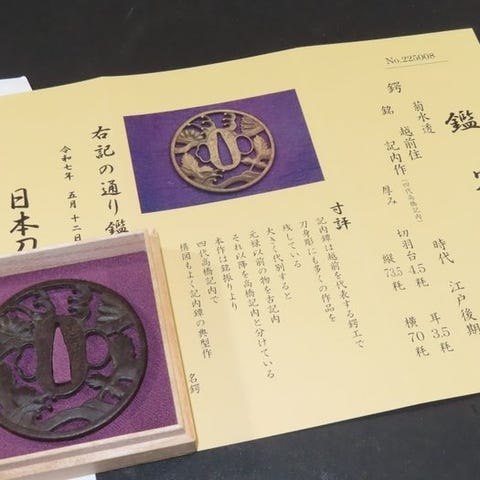 No.225008
鑑
菊水透
鍔 銘 越前住 記内作(四代高橋記内)
時代 江戸後期
厚み 切羽台4.5粍 耳3.5粍
縦73.5粍 横70粍
寸評
記内鐔は越前を代表する鍔工で
刀身彫にも多くの作品を
残している
大きく代別すると
元禄以前の物を古記内
それ以降を高橋記内と分けている
本作は銘振りより
四代高橋記内で
構図もよく記内鐔の典型作
名鍔
右記の通り鑑
令和七年 五月十二日
日本刀